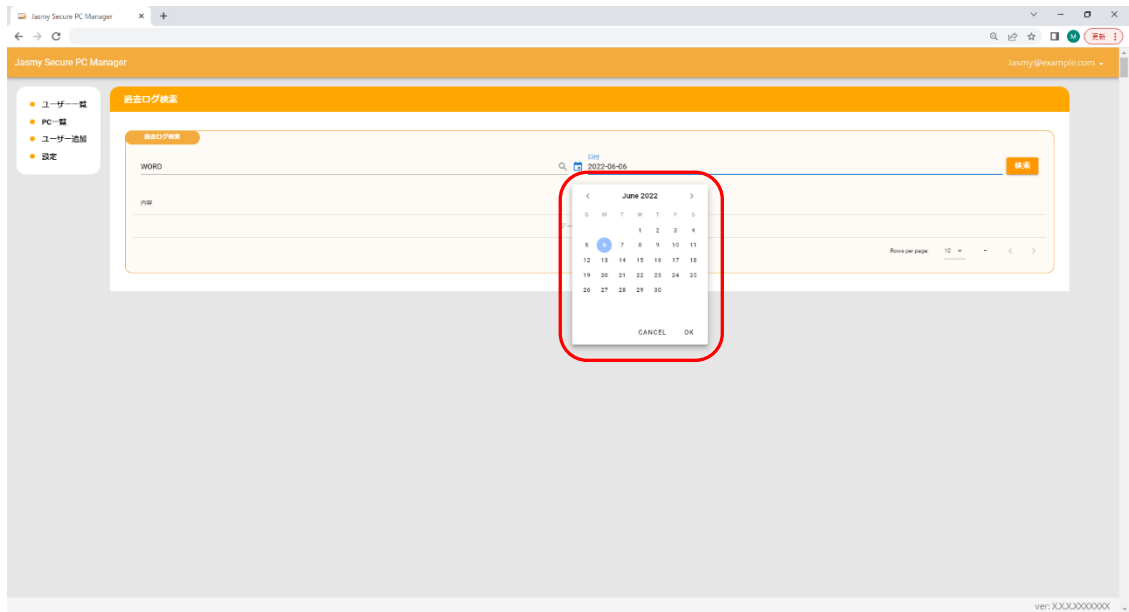 Jasmy Secure PC Manager
更新
Jasmy Secure PC Manager
Jasmy@example.com
ユーザー一覧
PC一覧
ユーザー追加
設定
過去ログ検索
過去ログ検索
WORD
日付
2022-06-06
検索
内容
デー
June 2022
S M T W T F S
1 2 3 4
5 6 7 8 9 10 11
12 13 14 15 16 17 18
19 20 21 22 23 24 25
26 27 28 29 30
CANCEL OK
Rows per page: 10 -
ver: X.X.XXXXXXXX